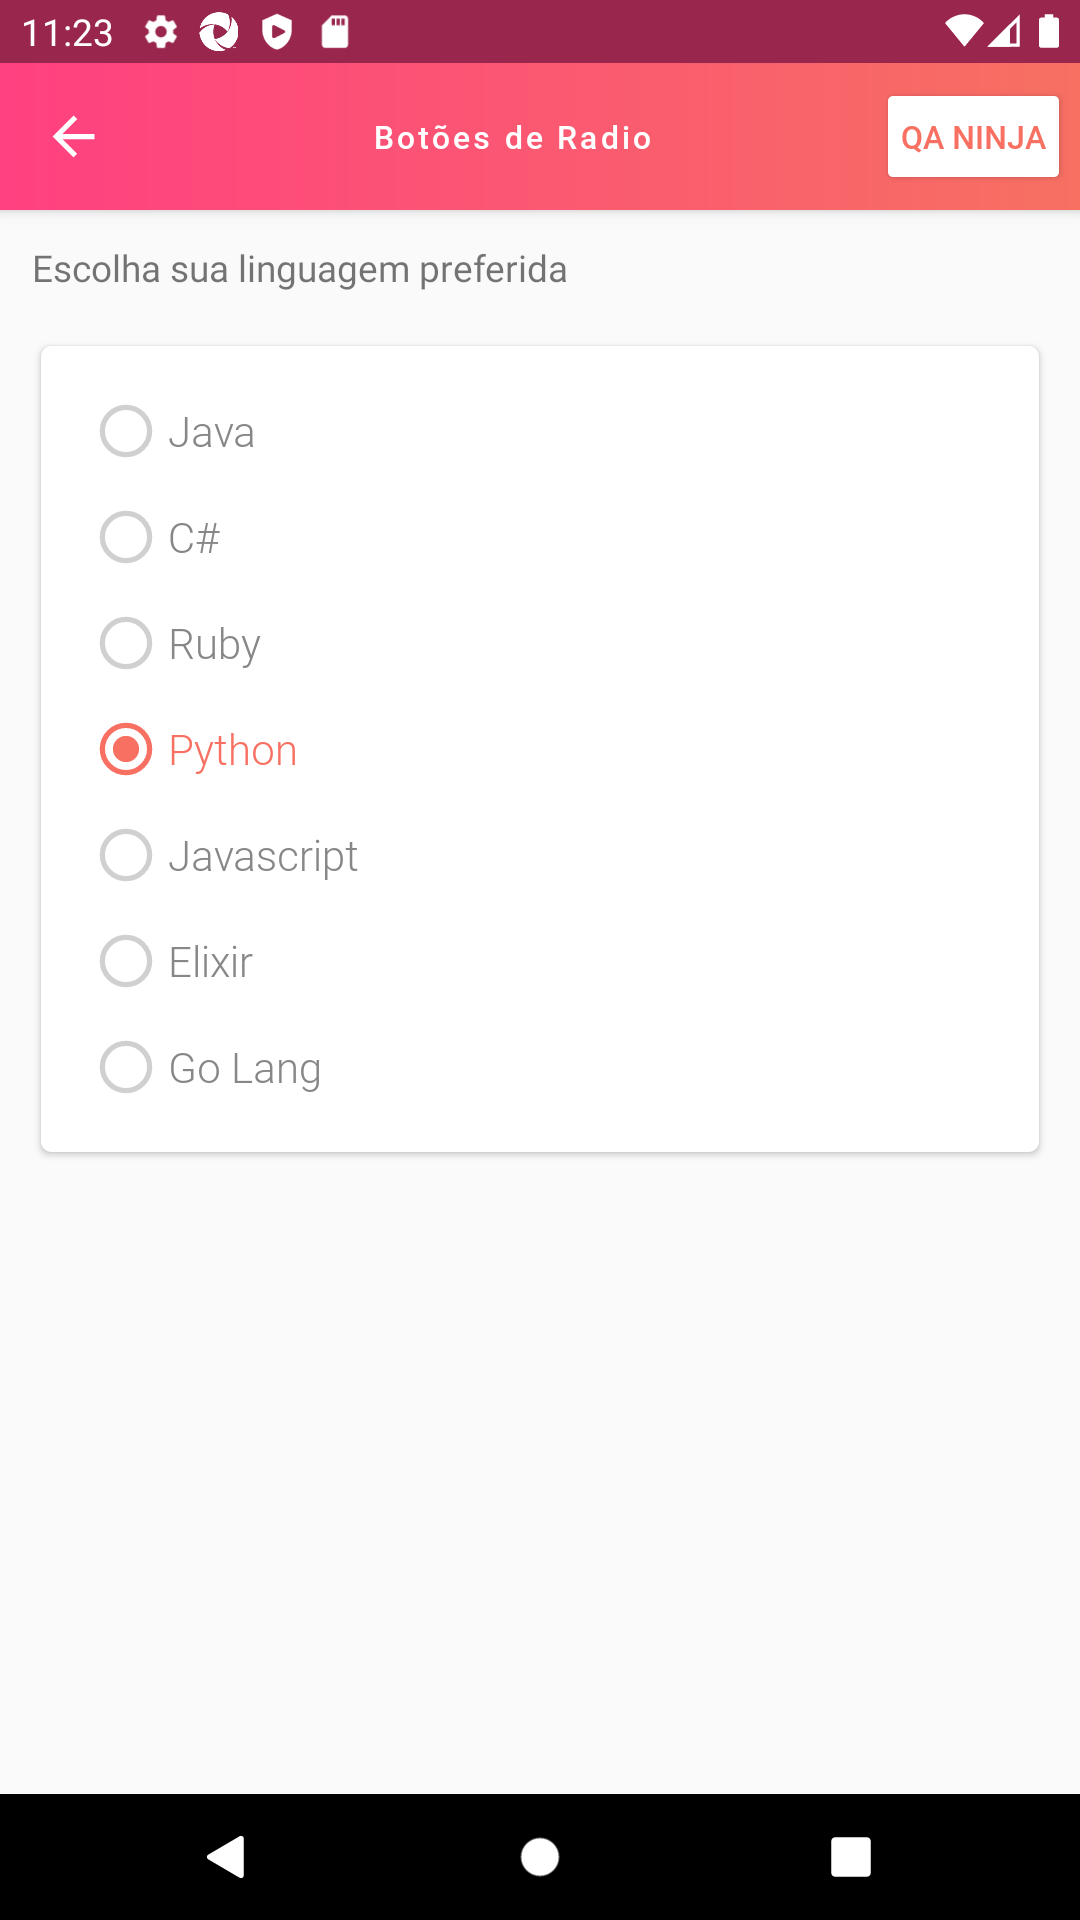 11:23
Botões de Radio
QA NINJA
Escolha sua linguagem preferida
Java
C#
Ruby
Python
Javascript
Elixir
Go Lang